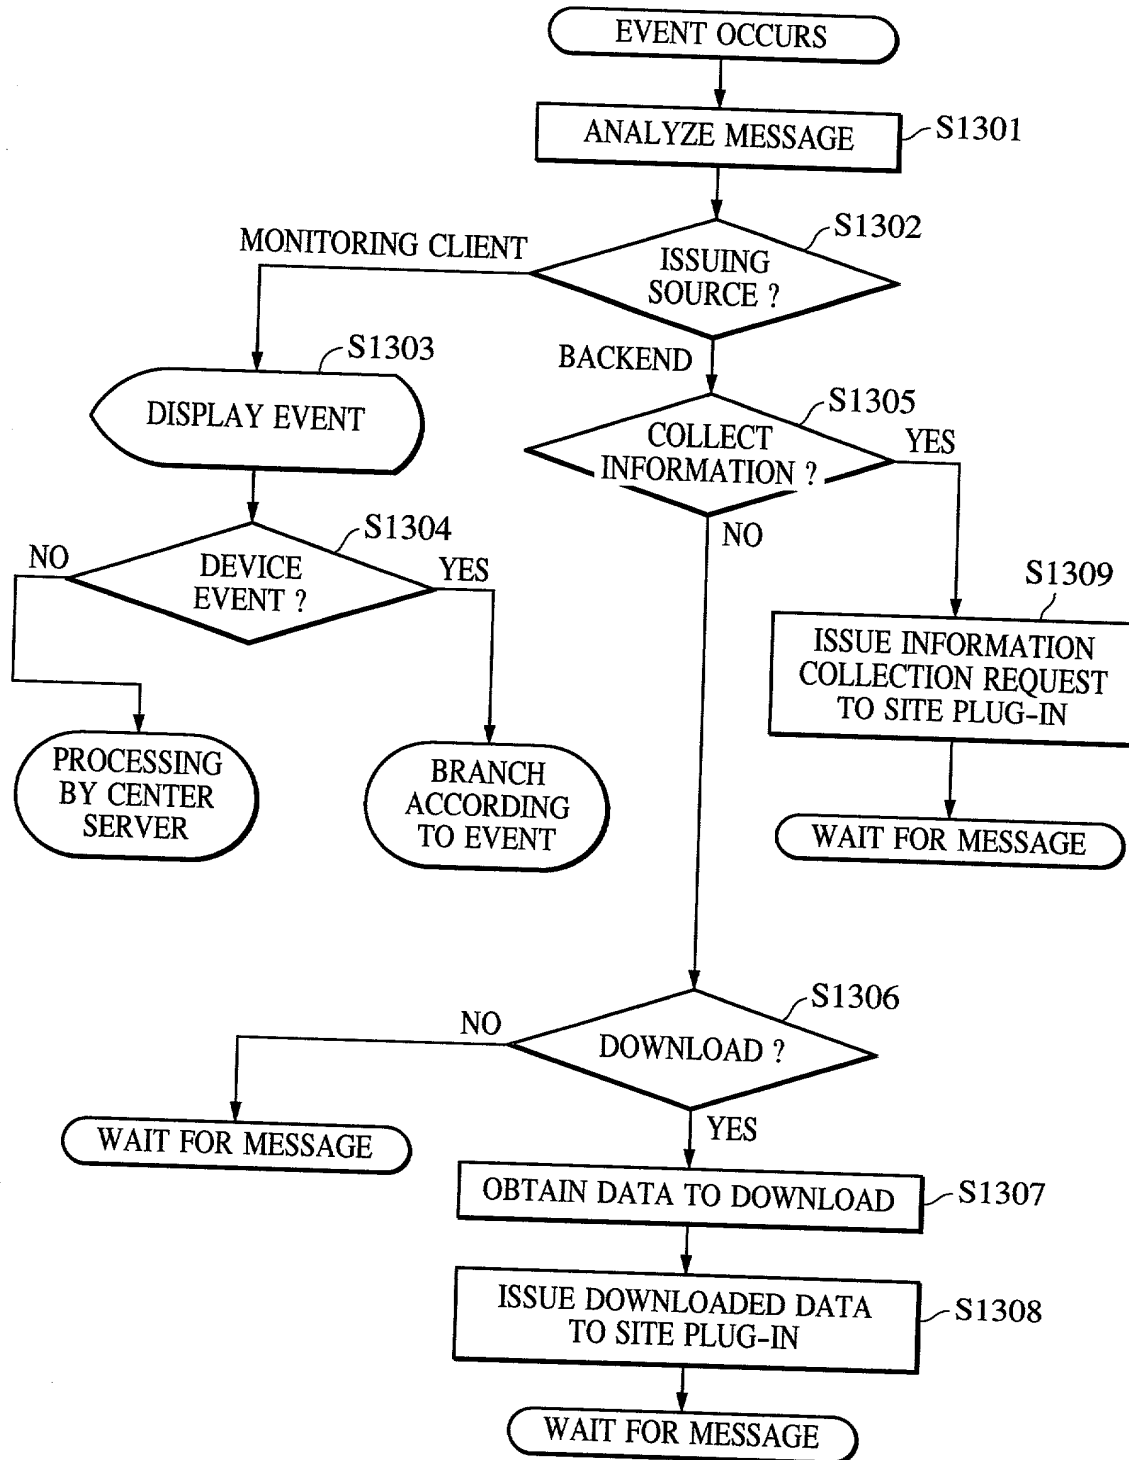 EVENT OCCURS
ANALYZE MESSAGE
S1301
S1302
MONITORING CLIENT
ISSUING
SOURCE ?
S1303
BACKEND
DISPLAY EVENT
S1305
COLLECT
INFORMATION ?
YES
S1304
NO
NO
DEVICE
EVENT ?
YES
S1309
ISSUE INFORMATION
COLLECTION REQUEST
TO SITE PLUG-IN
PROCESSING
BY CENTER
SERVER
BRANCH
ACCORDING
TO EVENT
WAIT FOR MESSAGE
S1306
NO
DOWNLOAD ?
WAIT FOR MESSAGE
YES
OBTAIN DATA TO DOWNLOAD
S1307
ISSUE DOWNLOADED DATA
TO SITE PLUG-IN
S1308
WAIT FOR MESSAGE